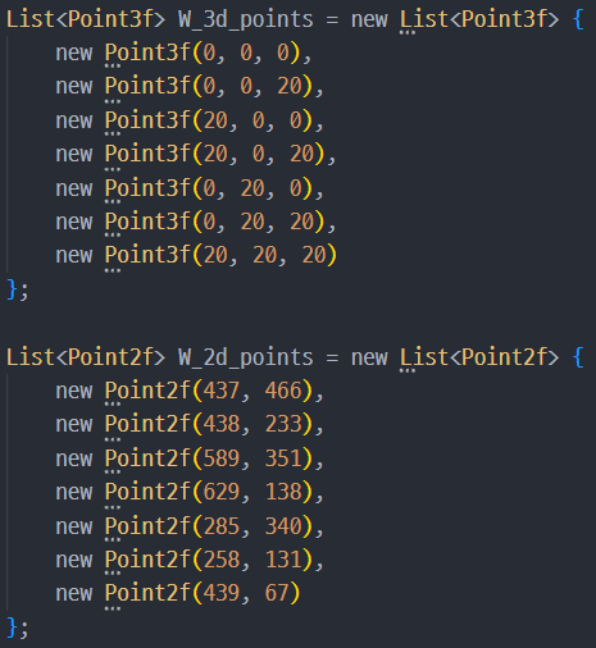 List<Point3f> W_3d_points = new List<Point3f> {
    new Point3f(0, 0, 0),
    new Point3f(0, 0, 20),
    new Point3f(20, 0, 0),
    new Point3f(20, 0, 20),
    new Point3f(0, 20, 0),
    new Point3f(0, 20, 20),
    new Point3f(20, 20, 20)
};

List<Point2f> W_2d_points = new List<Point2f> {
    new Point2f(437, 466),
    new Point2f(438, 233),
    new Point2f(589, 351),
    new Point2f(629, 138),
    new Point2f(285, 340),
    new Point2f(258, 131),
    new Point2f(439, 67)
};